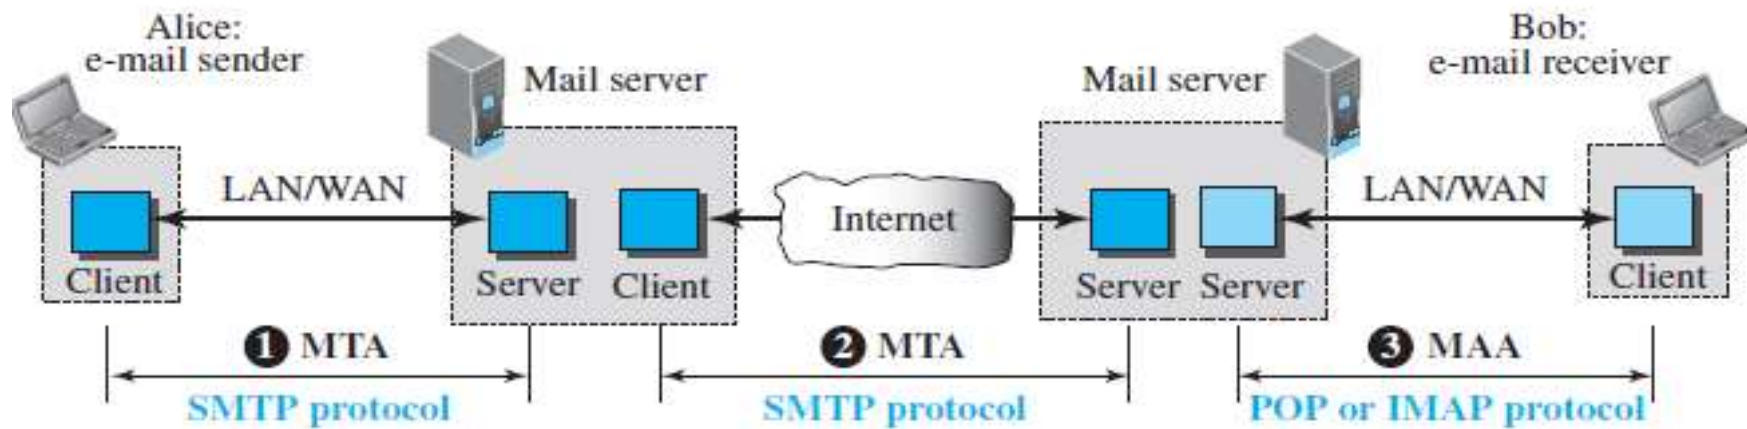 Alice:
e-mail sender
Mail server
Mail server
Bob:
e-mail receiver
LAN/WAN
Internet
LAN/WAN
Client
Server
Client
Server
Server
Client
1 MTA
SMTP protocol
2 MTA
SMTP protocol
3 MAA
POP or IMAP protocol